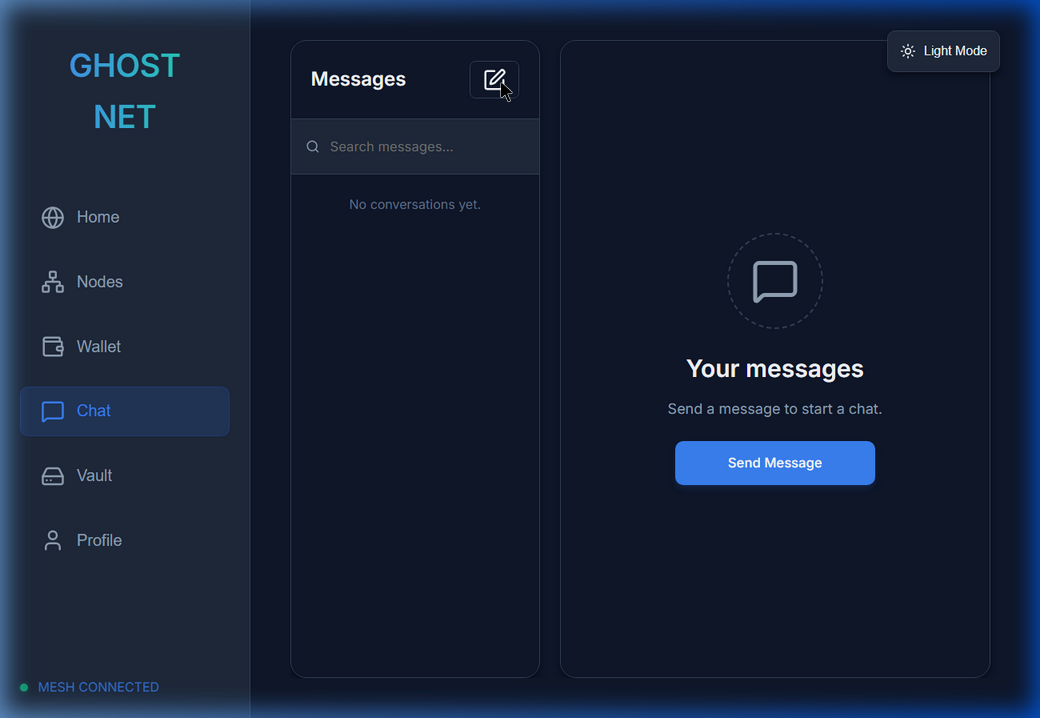 GHOST
NET
Home
Nodes
Wallet
Chat
Vault
Profile
MESH CONNECTED
Messages
Search messages...
No conversations yet.
Light Mode
Your messages
Send a message to start a chat.
Send Message